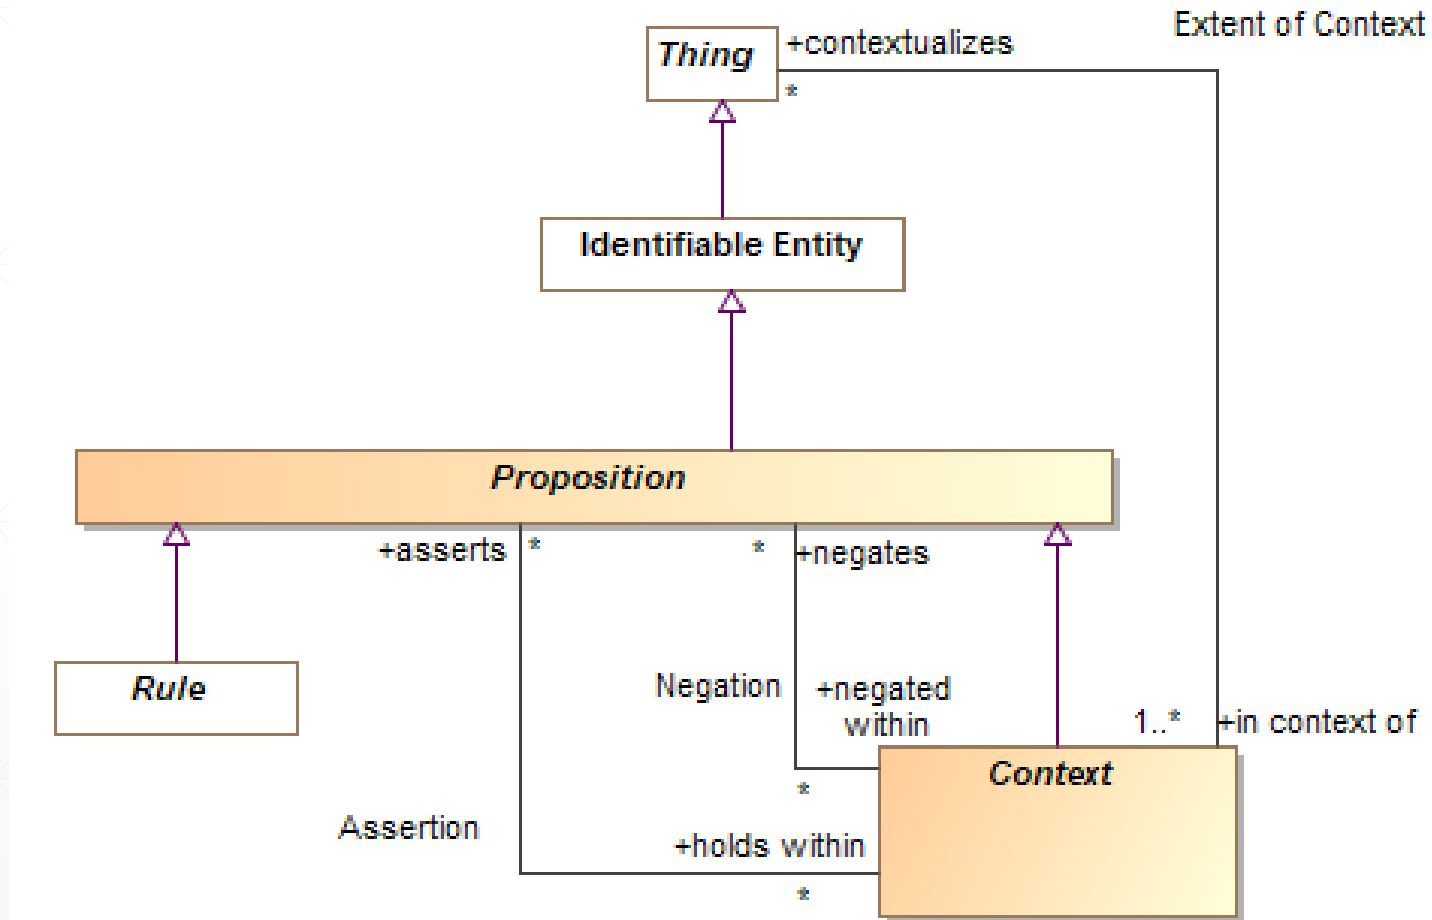 Extent of Context
Thing
+contextualizes
*
Identifiable Entity
Proposition
+asserts
*
*
+negates
Rule
Negation
+negated
within
1..*
+in context of
*
Context
Assertion
+holds within
*